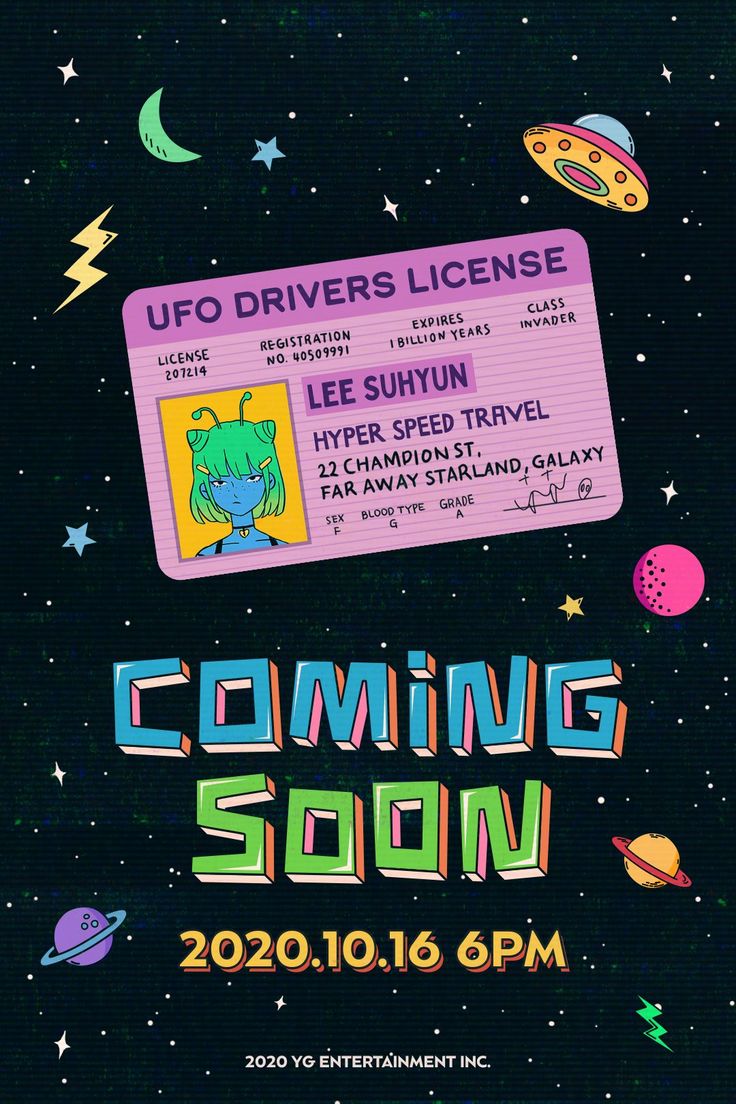 UFO DRIVERS LICENSE
LICENSE
207214
REGISTRATION
NO. 40509991
EXPIRES
1 BILLION YEARS
CLASS
INVADER
LEE SUHYUN
HYPER SPEED TRAVEL
22 CHAMPION ST,
FAR AWAY STARLAND, GALAXY
SEX
F
BLOOD TYPE
G
GRADE
A
COMING
SOON
2020.10.16 6PM
2020 YG ENTERTAINMENT INC.